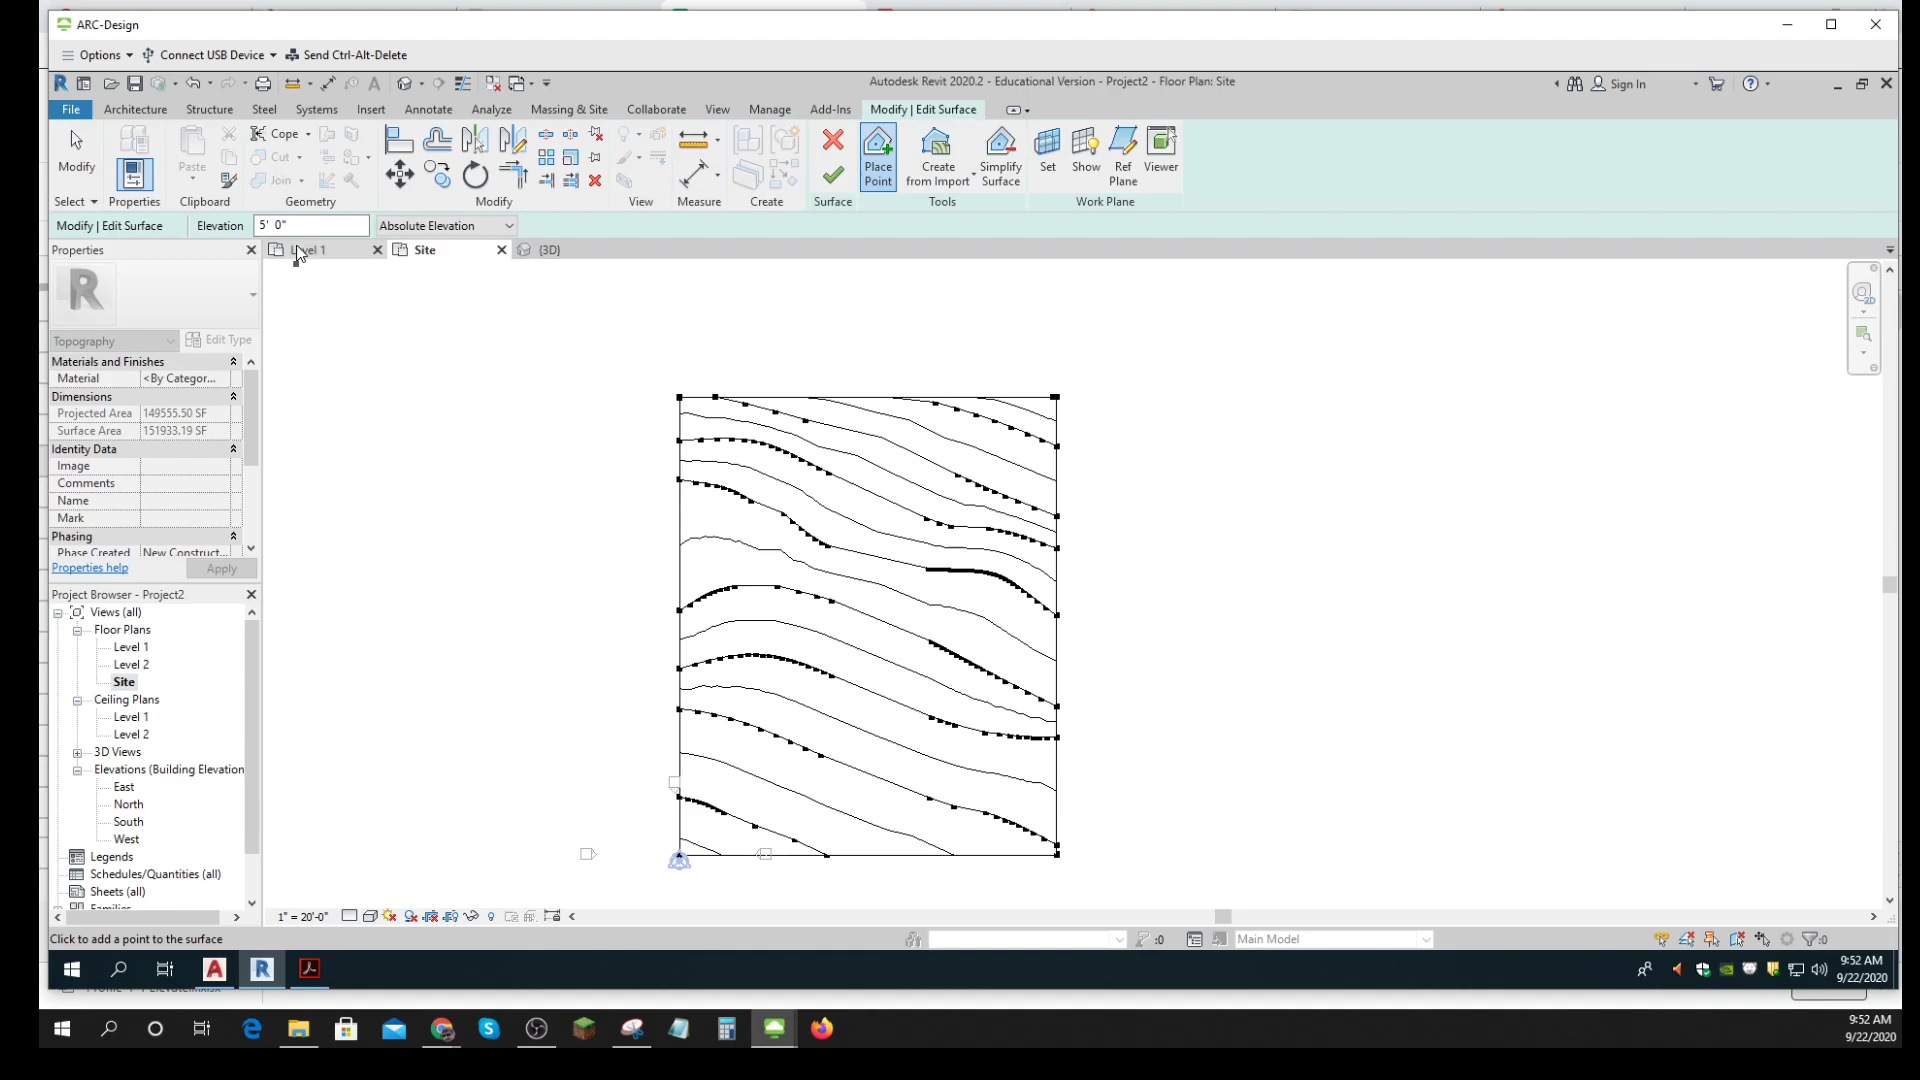 ARC-Design
Options
Connect USB Device
Send Ctrl-Alt-Delete
Autodesk Revit 2020.2 - Educational Version - Project2 - Floor Plan: Site
Sign In
File
Architecture
Structure
Steel
Systems
Insert
Annotate
Analyze
Massing & Site
Collaborate
View
Manage
Add-Ins
Modify | Edit Surface
Modify
Paste
Cope
Cut
Join
Place
Point
Create
from Import
Simplify
Surface
Set
Show
Ref
Plane
Viewer
Select
Properties
Clipboard
Geometry
Modify
View
Measure
Create
Surface
Tools
Work Plane
Modify | Edit Surface
Elevation
5' 0"
Absolute Elevation
Properties
Level 1
Site
{3D}
R
Topography
Edit Type
Materials and Finishes
Material
<By Categor...
Dimensions
Projected Area
149555.50 SF
Surface Area
151933.19 SF
Identity Data
Image
Comments
Name
Mark
Phasing
Phase Created
New Construct...
Properties help
Apply
Project Browser - Project2
Views (all)
Floor Plans
Level 1
Level 2
Site
Ceiling Plans
Level 1
Level 2
3D Views
Elevations (Building Elevation
East
North
South
West
Legends
Schedules/Quantities (all)
Sheets (all)
Families
1" = 20'-0"
Click to add a point to the surface
:0
Main Model
:0
9:52 AM
9/22/2020
9:52 AM
9/22/2020